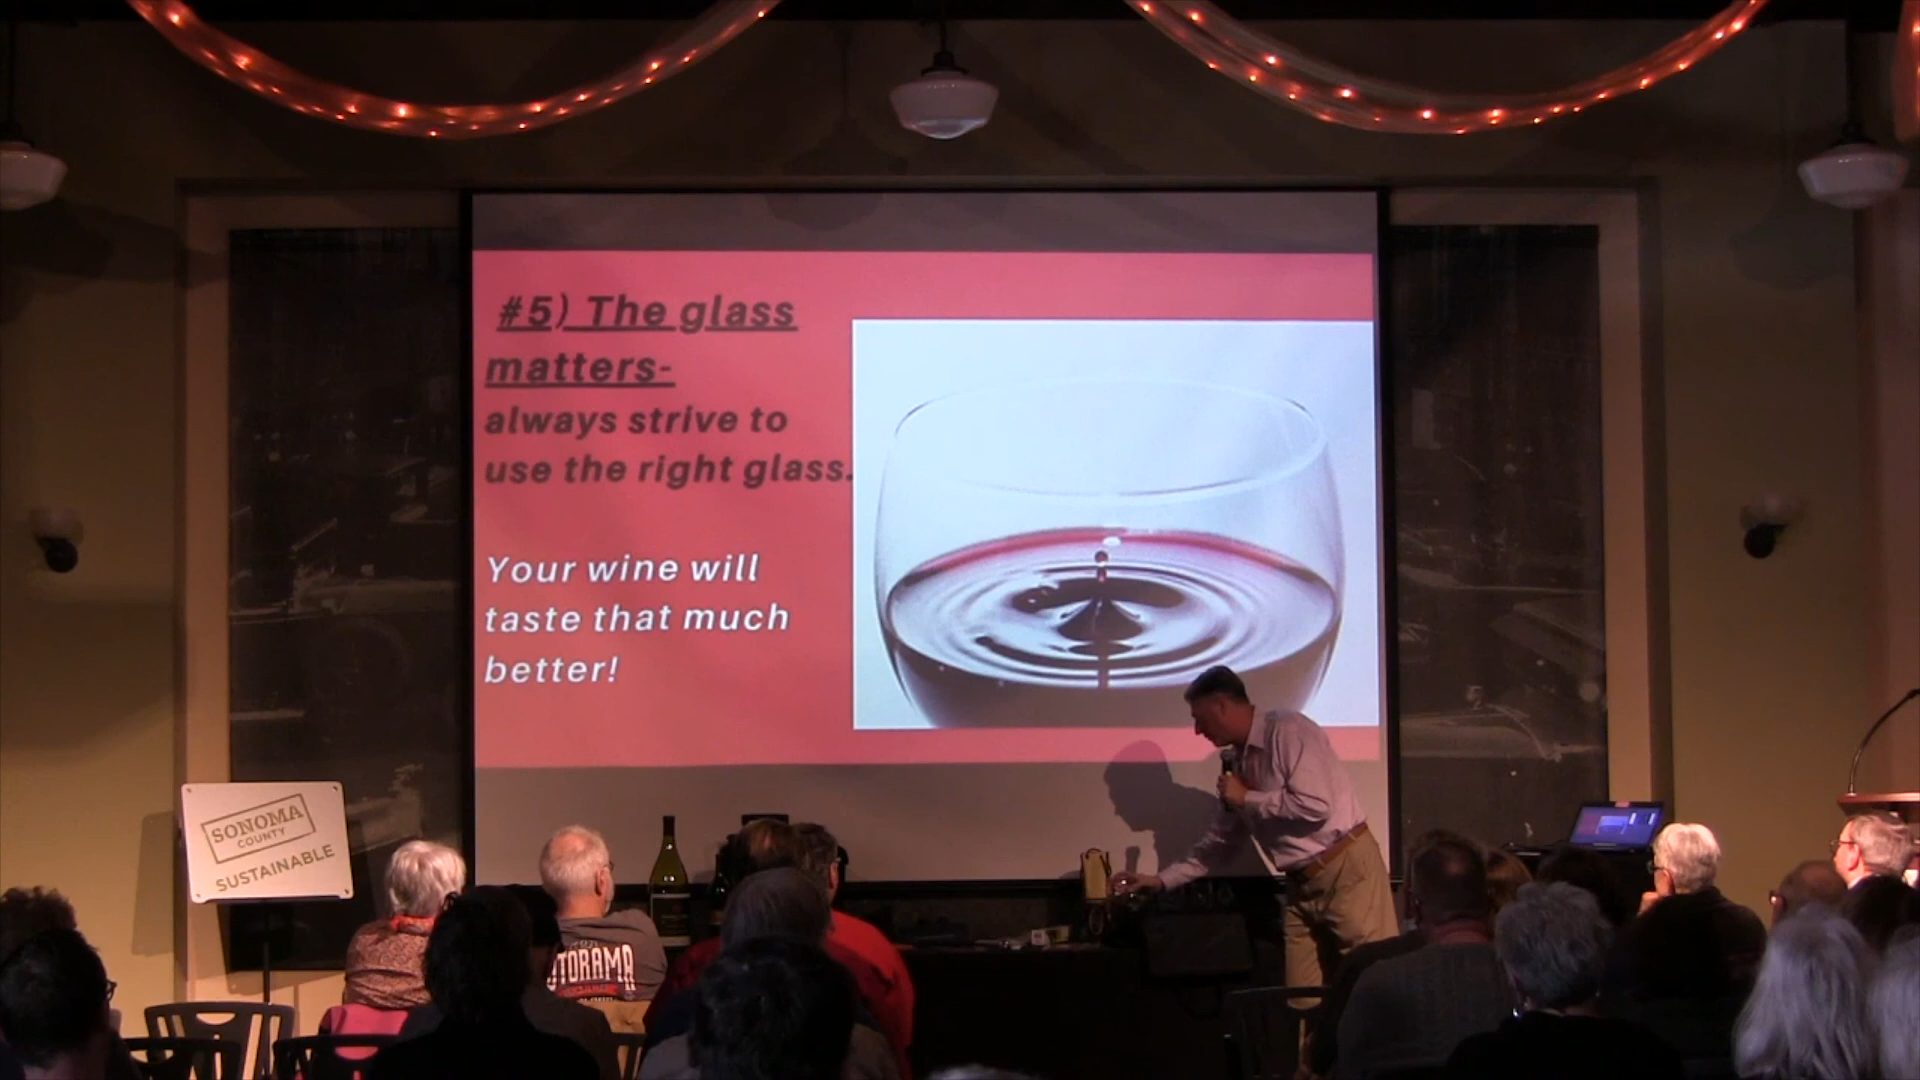 #5) The glass
matters-
always strive to
use the right glass.
Your wine will
taste that much
better!
SONOMA
COUNTY
SUSTAINABLE